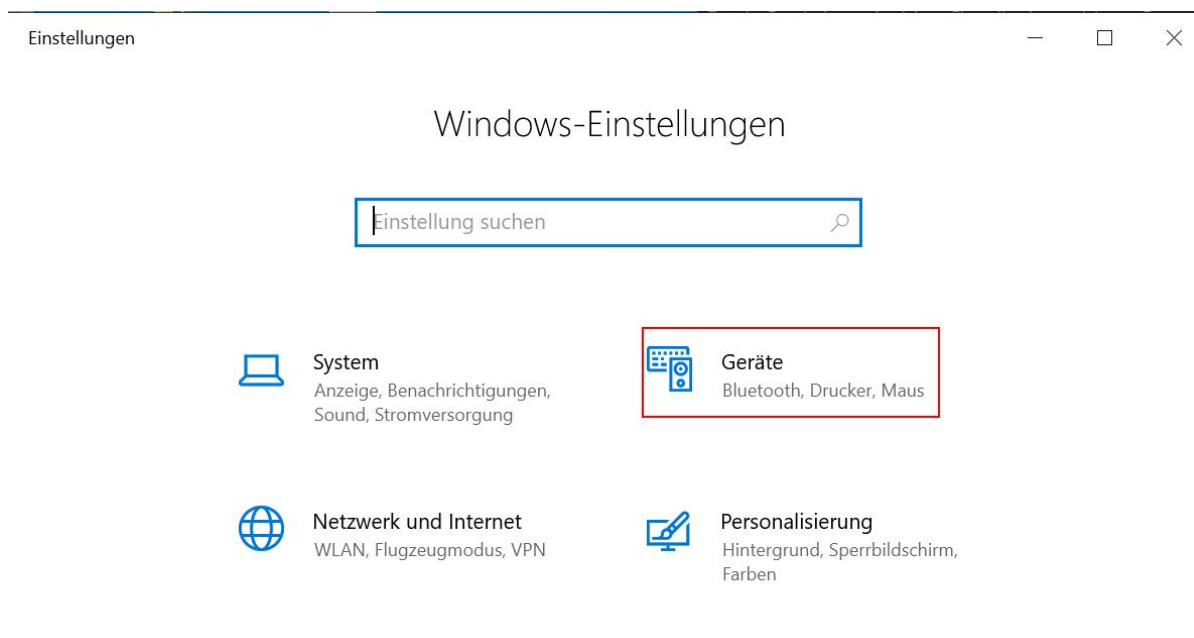 Einstellungen
Windows-Einstellungen
Einstellung suchen
System
Anzeige, Benachrichtigungen,
Sound, Stromversorgung
Geräte
Bluetooth, Drucker, Maus
Netzwerk und Internet
WLAN, Flugzeugmodus, VPN
Personalisierung
Hintergrund, Sperrbildschirm,
Farben